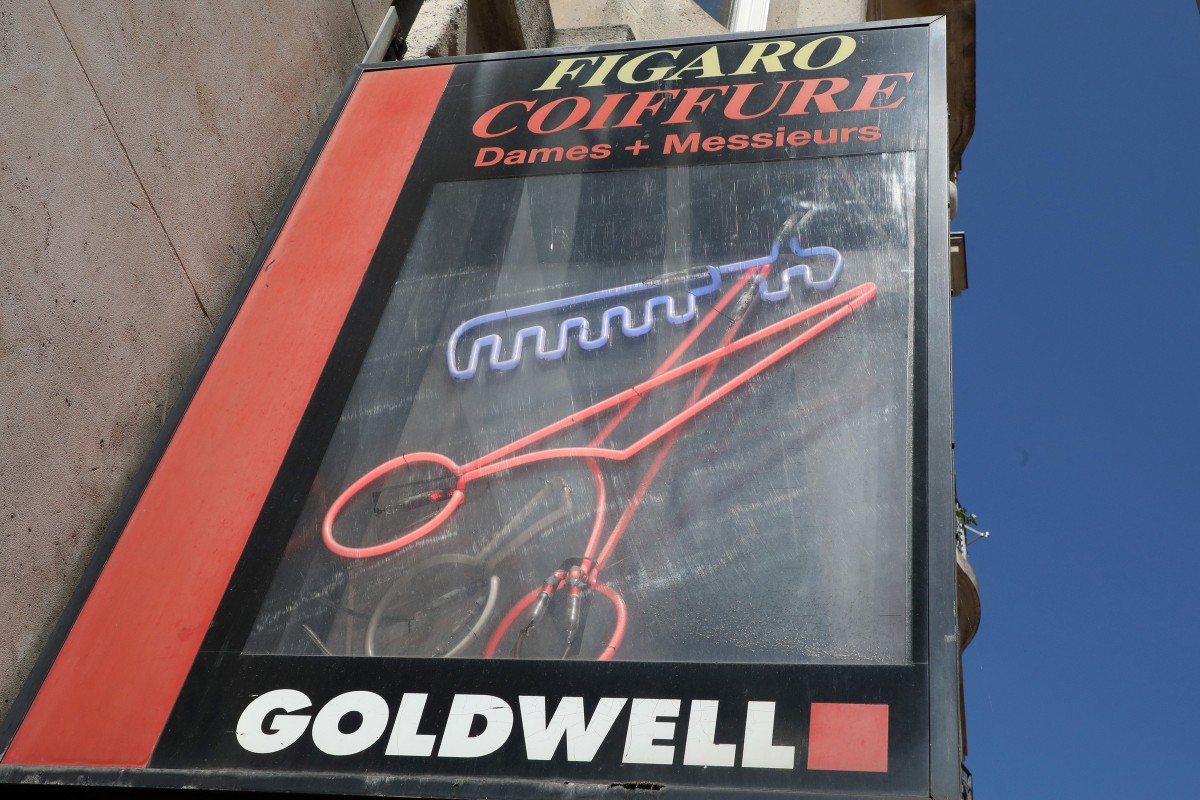 FIGARO
COIFFURE
Dames + Messieurs
GOLDWELL